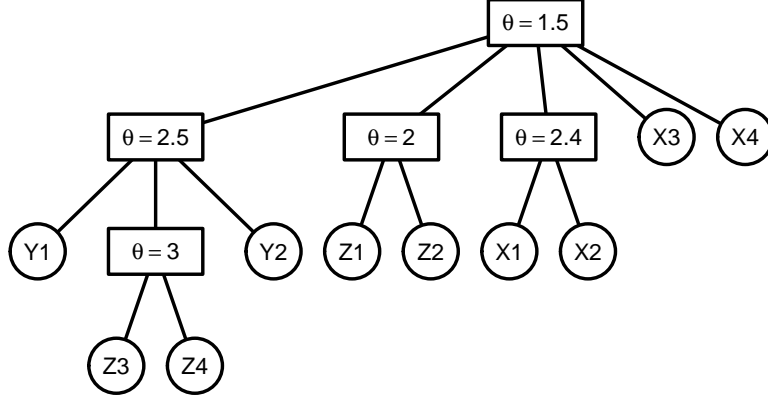 θ = 1.5
θ = 2.5
θ = 2
θ = 2.4
X3
X4
Y1
θ = 3
Y2
Z1
Z2
X1
X2
Z3
Z4